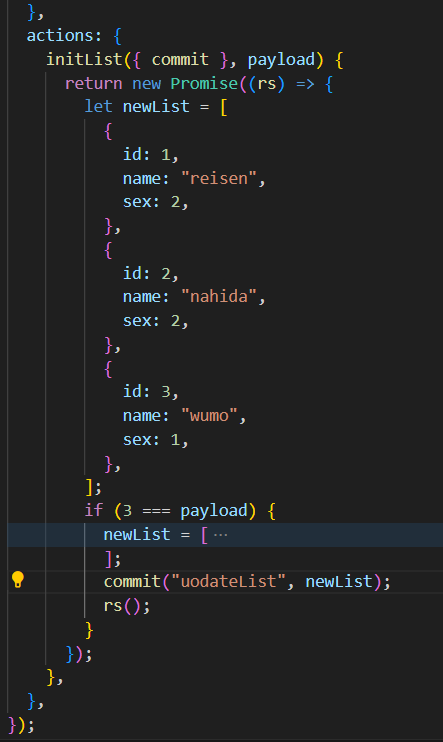 },
actions: {
initList({ commit }, payload) {
return new Promise((rs) => {
let newList = [
{
id: 1,
name: "reisen",
sex: 2,
},
{
id: 2,
name: "nahida",
sex: 2,
},
{
id: 3,
name: "wumo",
sex: 1,
},
];
if (3 === payload) {
newList = [ ⋯
];
commit("uodateList", newList);
rs();
}
});
},
},
});